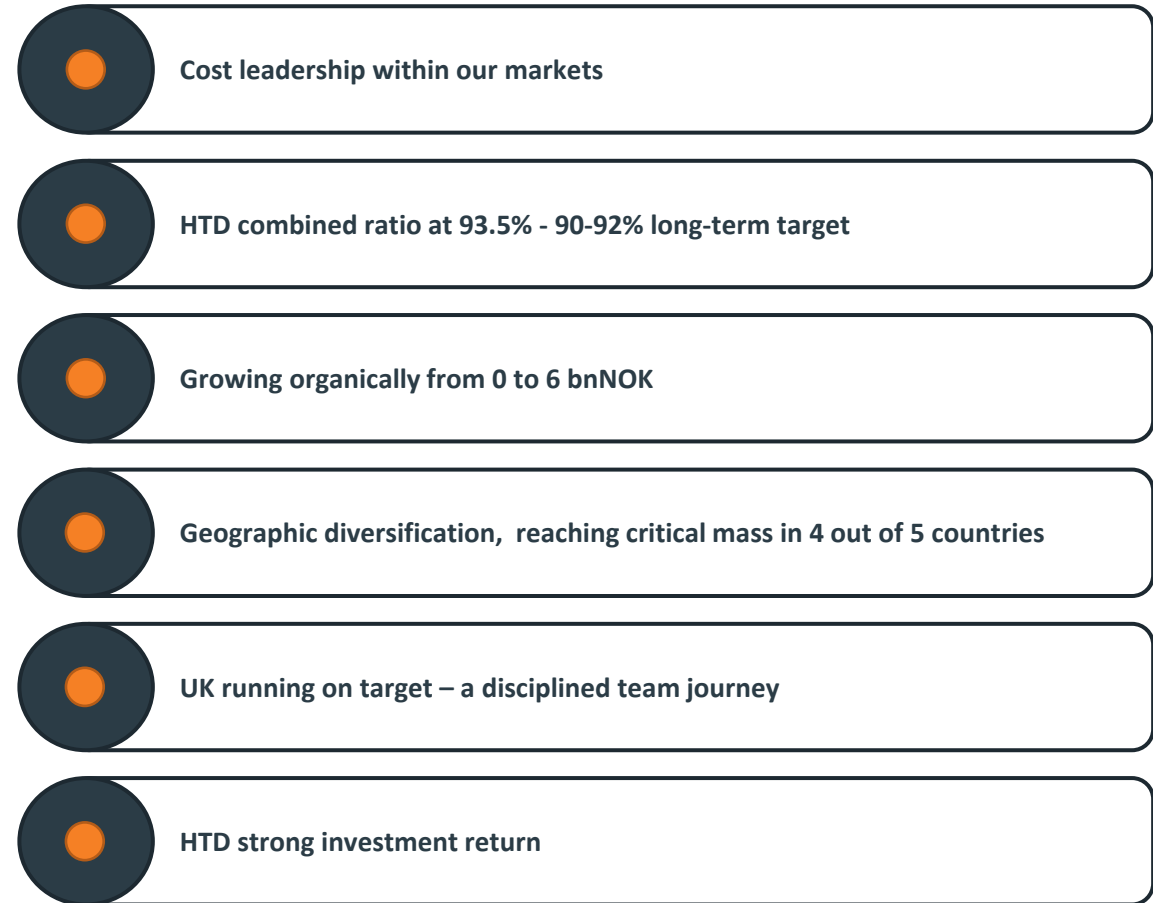 Cost leadership within our markets
HTD combined ratio at 93.5% - 90-92% long-term target
Growing organically from 0 to 6 bnNOK
Geographic diversification,  reaching critical mass in 4 out of 5 countries
UK running on target – a disciplined team journey
HTD strong investment return